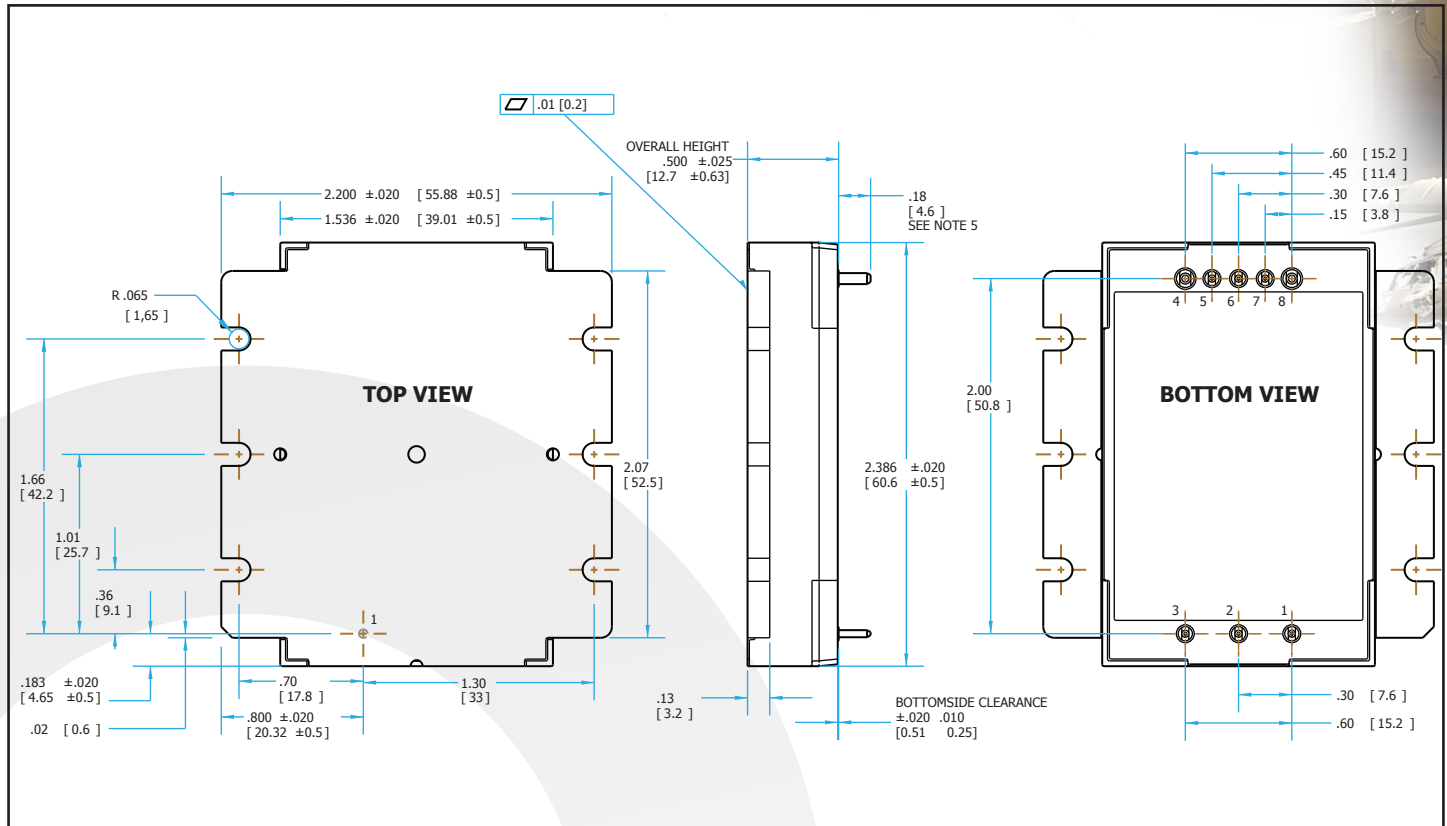 .01 [0.2]
OVERALL HEIGHT
.500 ±.025
[12.7 ±0.63]
2.200 ±.020 [55.88 ±0.5]
1.536 ±.020 [39.01 ±0.5]
.18
[4.6 ]
SEE NOTE 5
.60 [15.2 ]
.45 [11.4 ]
.30 [7.6 ]
.15 [3.8 ]
R .065
[1,65 ]
4 5 6 7 8
TOP VIEW
BOTTOM VIEW
2.00
[50.8 ]
1.66
[42.2 ]
2.07
[52.5]
2.386 ±.020
[60.6 ±0.5]
1.01
[25.7 ]
.36
[9.1 ]
1
3 2 1
.183 ±.020
[4.65 ±0.5]
.70
[17.8 ]
1.30
[33]
.02 [0.6 ]
.800 ±.020
[20.32 ±0.5]
.13
[3.2 ]
BOTTOMSIDE CLEARANCE
±.020 .010
[0.51 0.25]
.30 [7.6 ]
.60 [15.2 ]